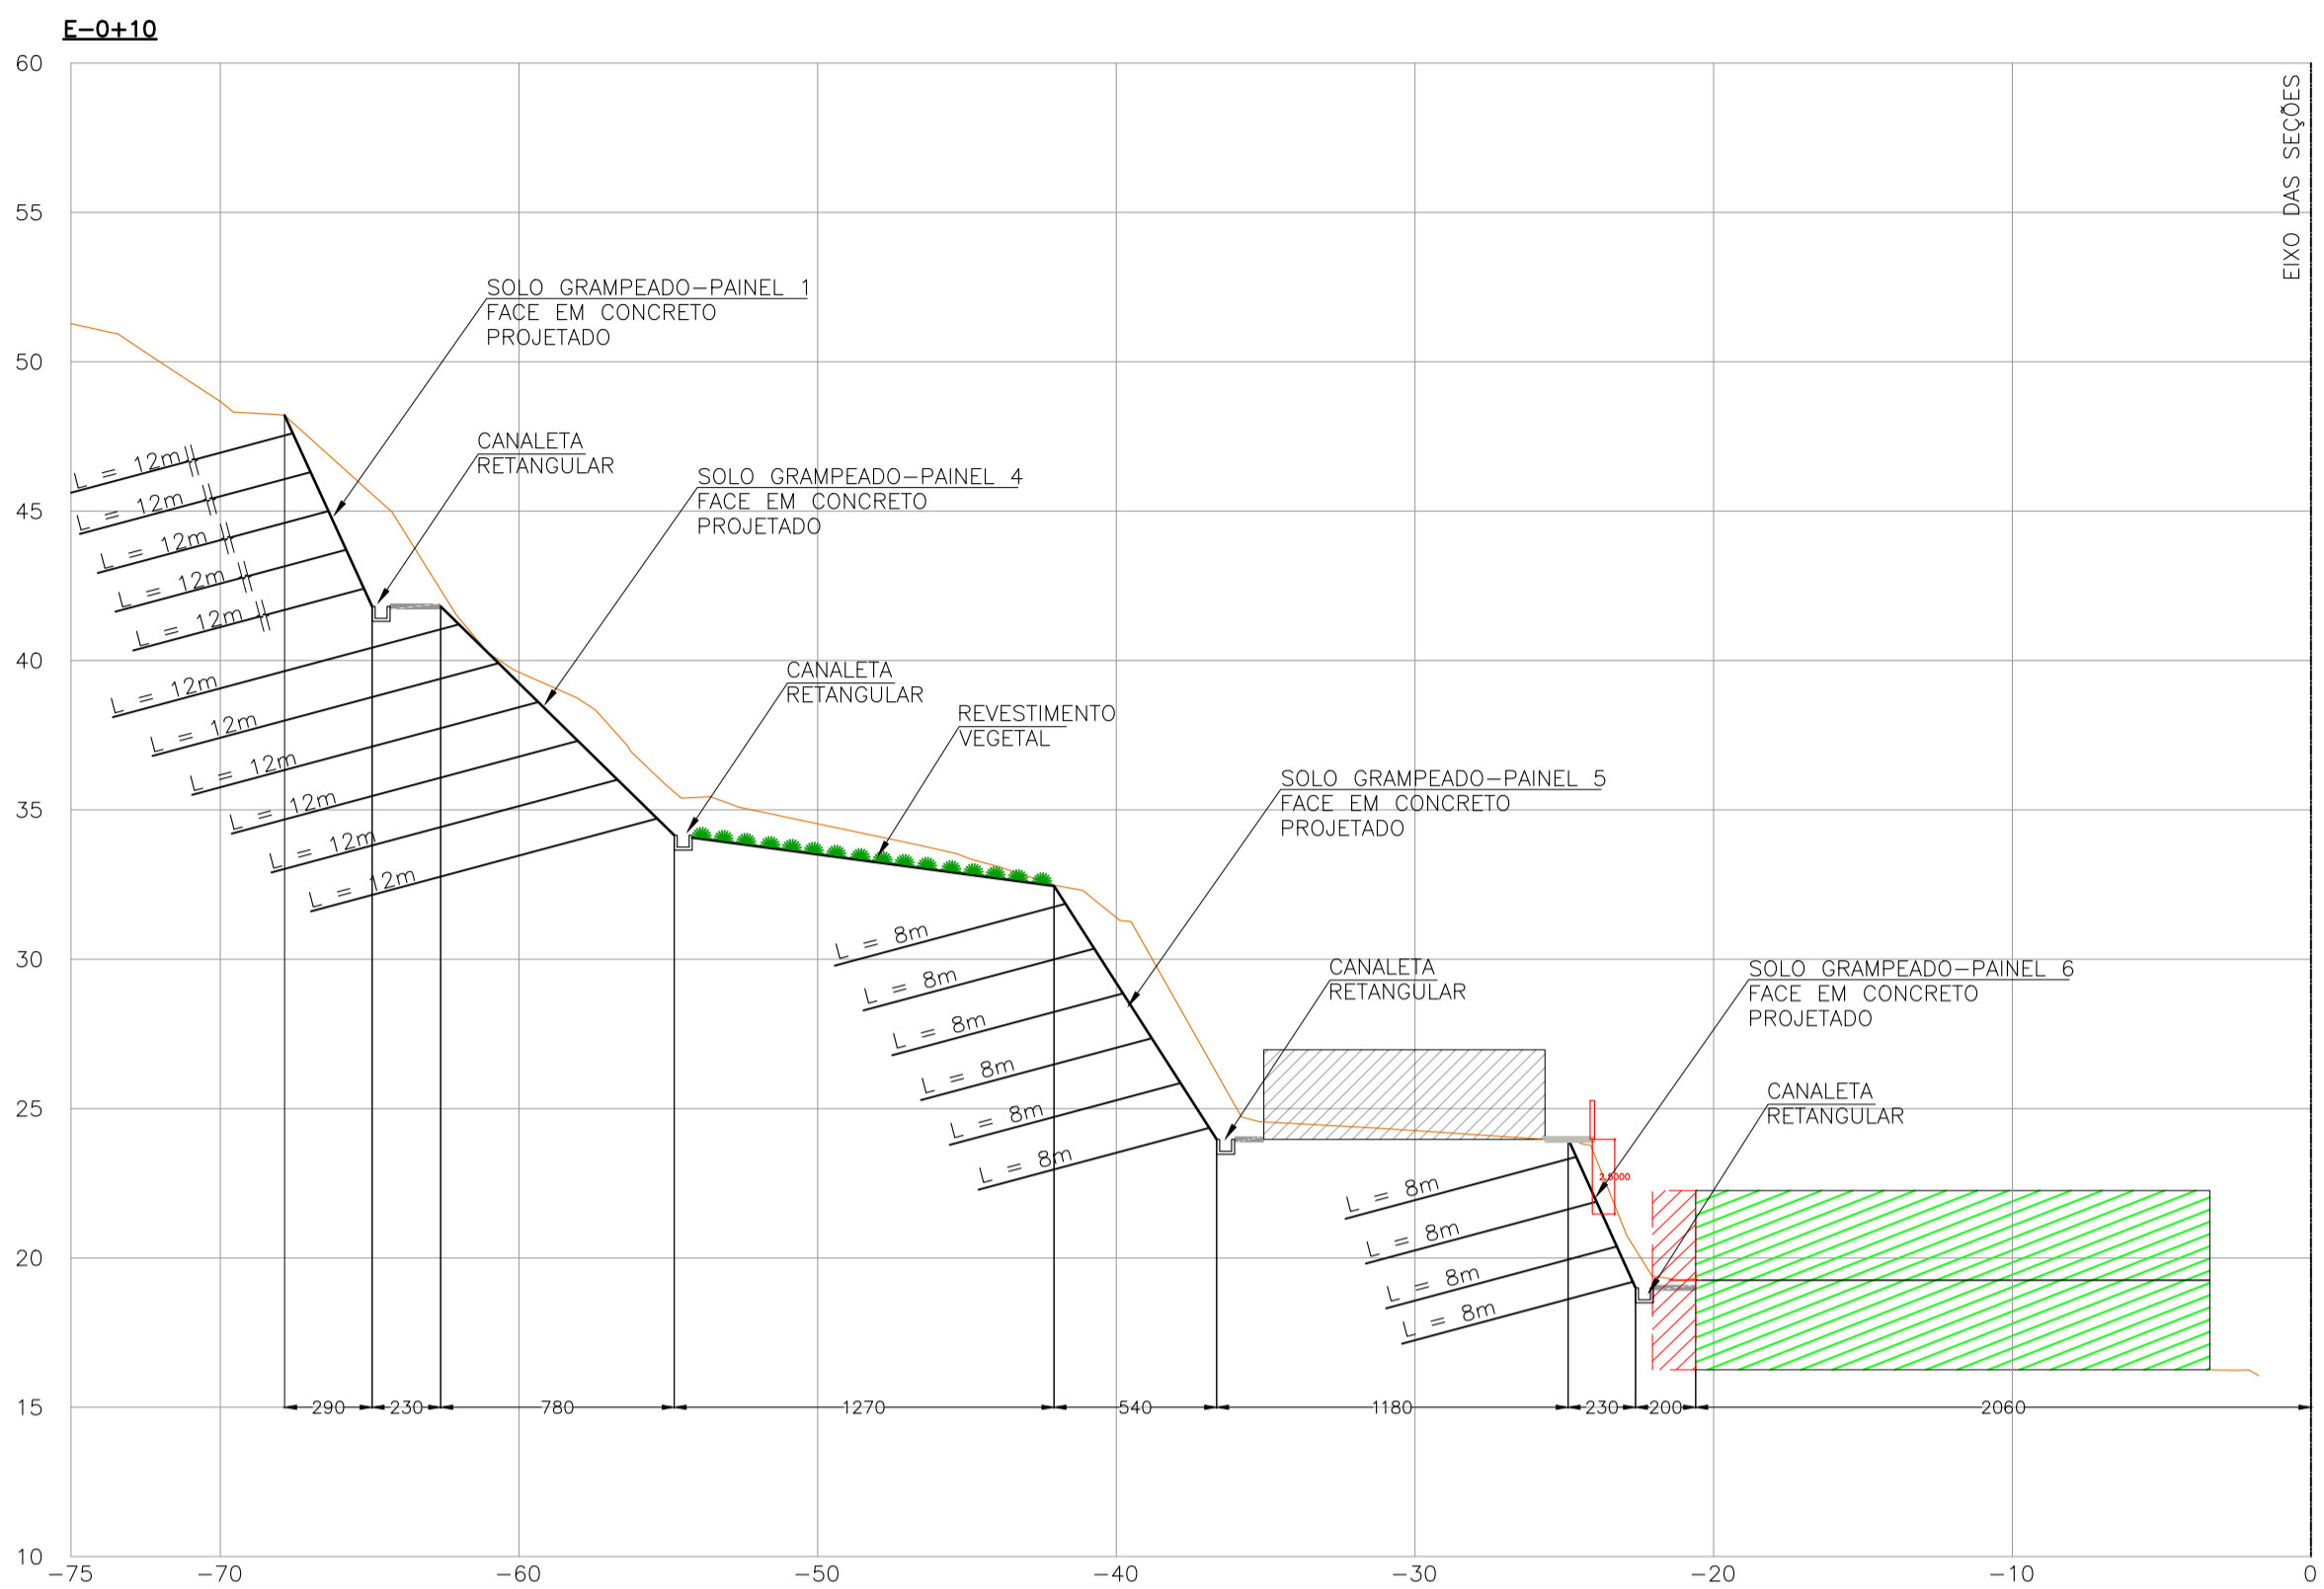 E-0+10
60
55
50
45
40
35
30
25
20
15
10
EIXO DAS SEÇÕES
SOLO GRAMPEADO-PAINEL 1
FACE EM CONCRETO
PROJETADO
CANALETA
RETANGULAR
SOLO GRAMPEADO-PAINEL 4
FACE EM CONCRETO
PROJETADO
L = 12m
L = 12m
L = 12m
L = 12m
L = 12m
L = 12m
L = 12m
L = 12m
L = 12m
L = 12m
L = 12m
CANALETA
RETANGULAR
REVESTIMENTO
VEGETAL
SOLO GRAMPEADO-PAINEL 5
FACE EM CONCRETO
PROJETADO
L = 8m
L = 8m
L = 8m
L = 8m
L = 8m
L = 8m
CANALETA
RETANGULAR
SOLO GRAMPEADO-PAINEL 6
FACE EM CONCRETO
PROJETADO
CANALETA
RETANGULAR
2.5000
L = 8m
L = 8m
L = 8m
L = 8m
290 230 780 1270 540 1180 230 200 2060
-75 -70 -60 -50 -40 -30 -20 -10 0